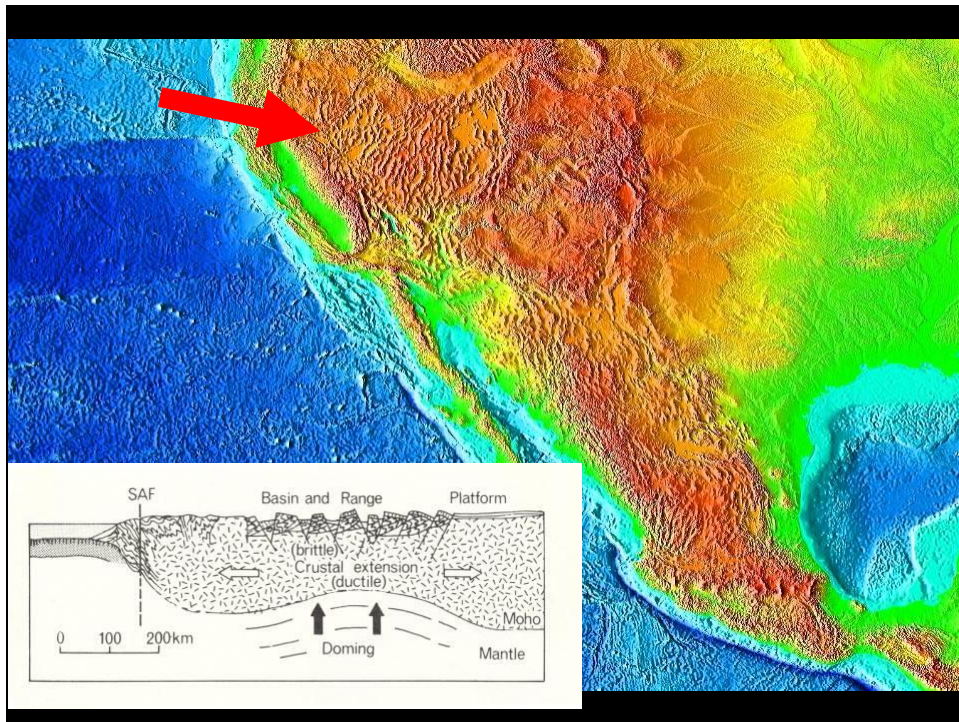 SAF
Basin and Range
Platform
(brittle)
Crustal extension
(ductile)
Moho
0 100 200km
Doming
Mantle